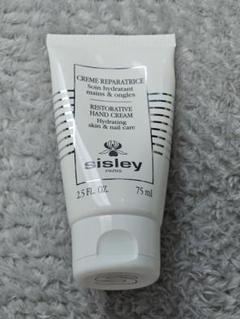 CREME REPARATRICE
Soin hydratant
mains & ongles
RESTORATIVE
HAND CREAM
Hydrating
skin & nail care
sisley
PARIS
2.5 FL. OZ. 75 ml